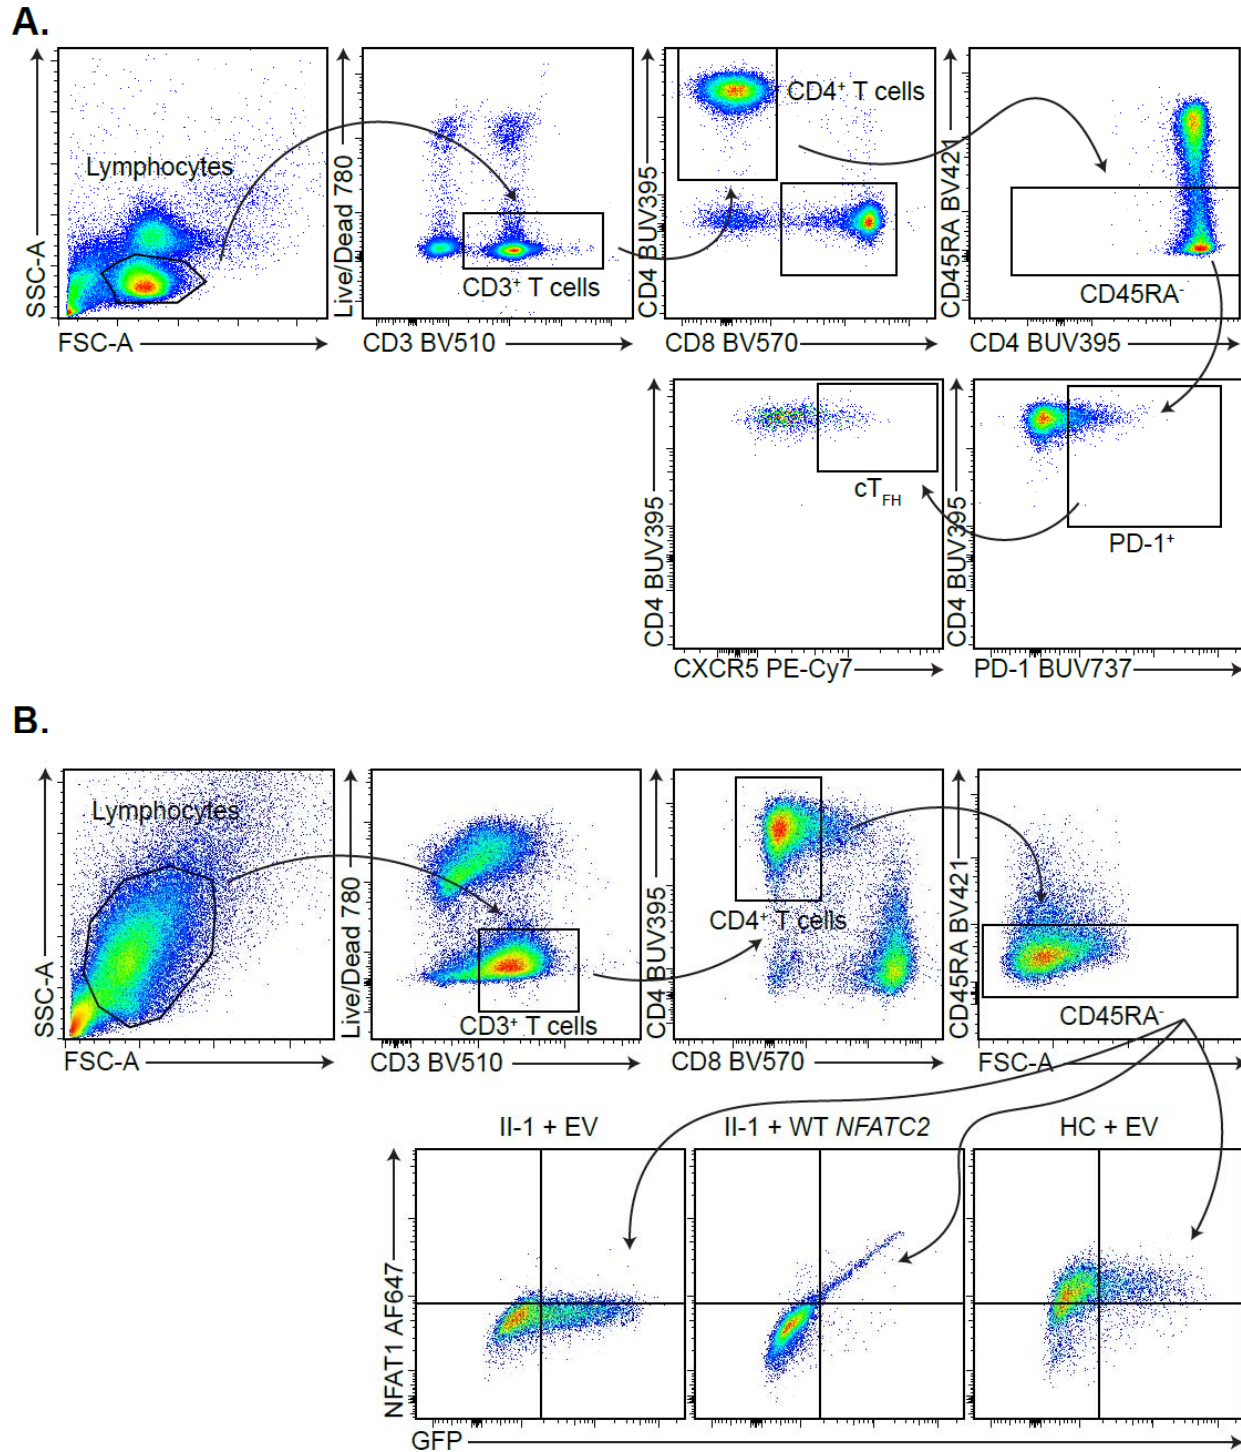 A.
Lymphocytes
SSC-A
FSC-A
Live/Dead 780
CD3⁺ T cells
CD3 BV510
CD4 BUV395
CD4⁺ T cells
CD8 BV570
CD45RA BV421
CD45RA⁻
CD4 BUV395
CD4 BUV395
cT_FH
CXCR5 PE-Cy7
CD4 BUV395
PD-1⁺
PD-1 BUV737
B.
Lymphocytes
SSC-A
FSC-A
Live/Dead 780
CD3⁺ T cells
CD3 BV510
CD4 BUV395
CD4⁺ T cells
CD8 BV570
CD45RA BV421
CD45RA⁻
FSC-A
II-1 + EV
II-1 + WT NFATC2
HC + EV
NFAT1 AF647
GFP